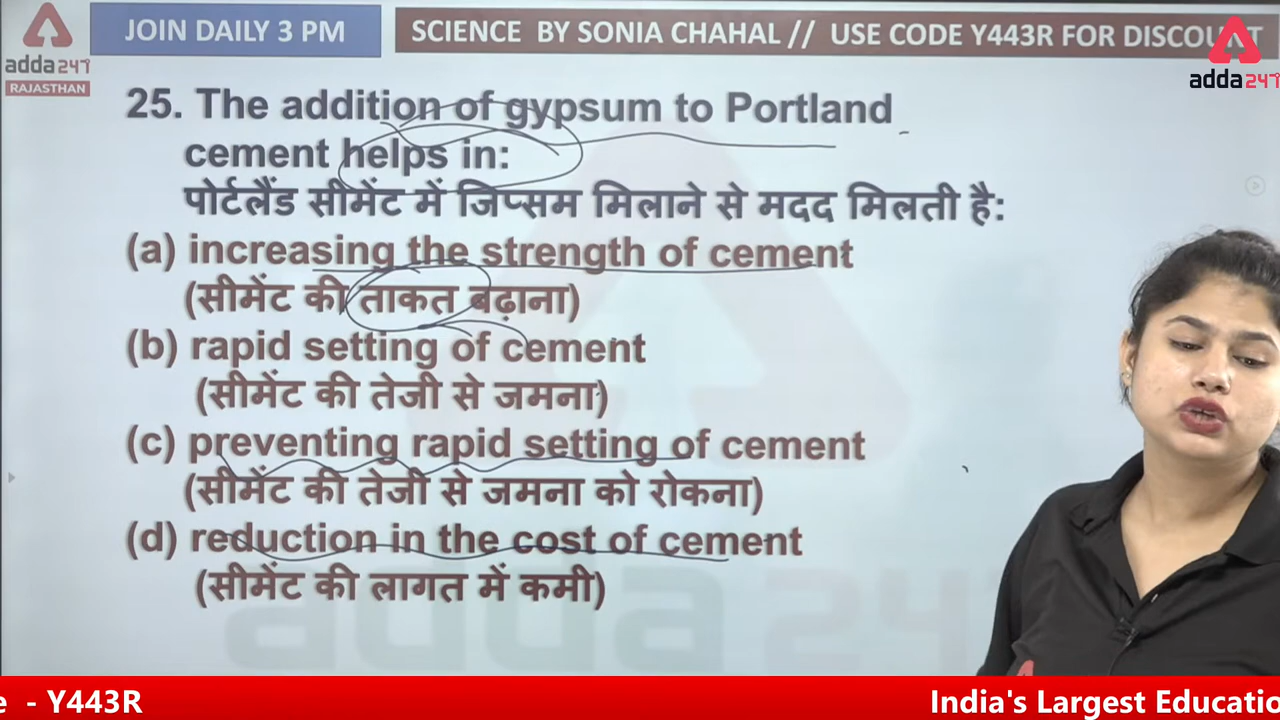 JOIN DAILY 3 PM
SCIENCE BY SONIA CHAHAL // USE CODE Y443R FOR DISCOUNT
adda247
RAJASTHAN
adda247
25. The addition of gypsum to Portland
cement helps in:
पोर्टलैंड सीमेंट में जिप्सम मिलाने से मदद मिलती है:
(a) increasing the strength of cement
(सीमेंट की ताकत बढ़ाना)
(b) rapid setting of cement
(सीमेंट की तेजी से जमना)
(c) preventing rapid setting of cement
(सीमेंट की तेजी से जमना को रोकना)
(d) reduction in the cost of cement
(सीमेंट की लागत में कमी)
adda247
e - Y443R
India's Largest Educatio